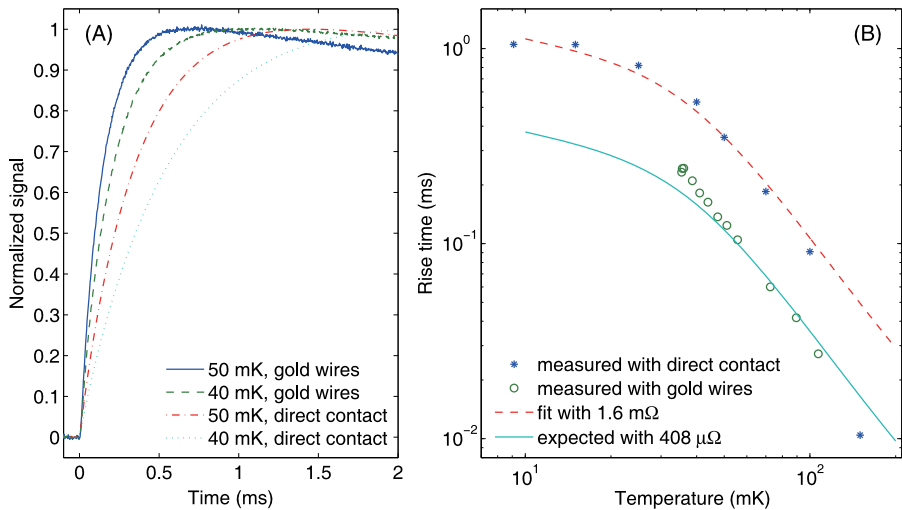 (A)
1
0.9
0.8
0.7
0.6
0.5
0.4
0.3
0.2
0.1
0
Normalized signal
50 mK, gold wires
40 mK, gold wires
50 mK, direct contact
40 mK, direct contact
0
0.5
1
1.5
2
Time (ms)
(B)
10^0
10^-1
10^-2
Rise time (ms)
measured with direct contact
measured with gold wires
fit with 1.6 mΩ
expected with 408 μΩ
10^1
10^2
Temperature (mK)